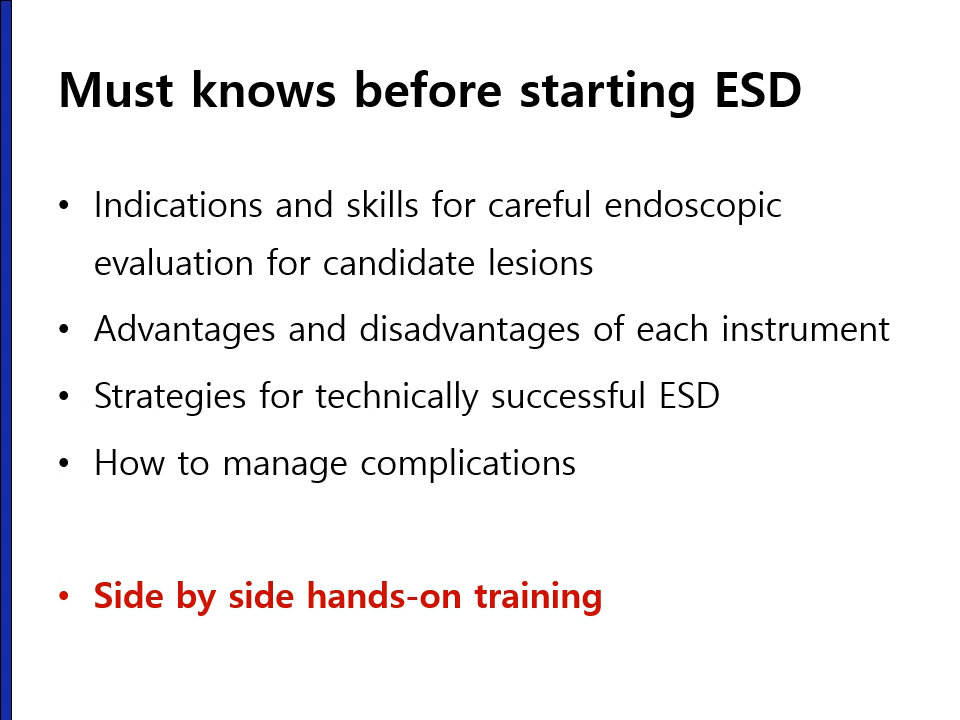 Must knows before starting ESD
• Indications and skills for careful endoscopic
evaluation for candidate lesions
• Advantages and disadvantages of each instrument
• Strategies for technically successful ESD
• How to manage complications
• Side by side hands-on training